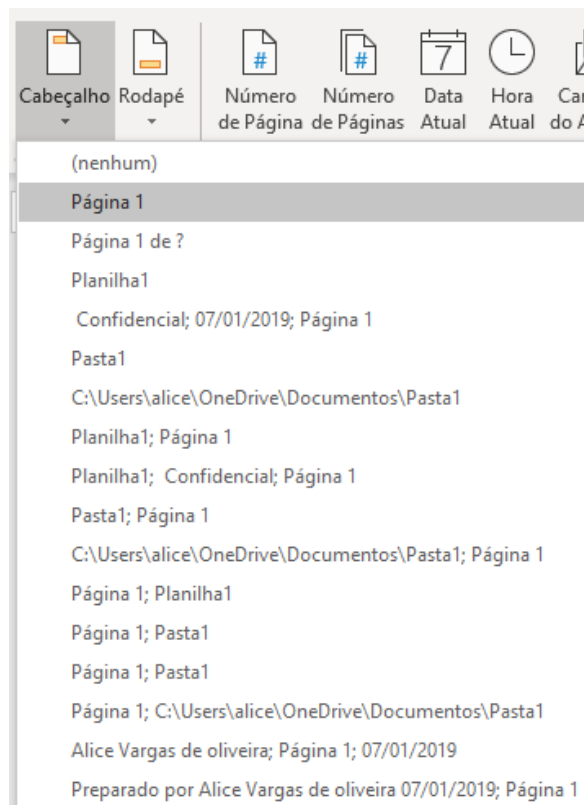 Cabeçalho Rodapé Número de Página Número de Páginas Data Atual Hora Atual
#
#
7
(nenhum)
Página 1
Página 1 de ?
Planilha1
Confidencial; 07/01/2019; Página 1
Pasta1
C:\Users\alice\OneDrive\Documentos\Pasta1
Planilha1; Página 1
Planilha1;  Confidencial; Página 1
Pasta1; Página 1
C:\Users\alice\OneDrive\Documentos\Pasta1; Página 1
Página 1; Planilha1
Página 1; Pasta1
Página 1; Pasta1
Página 1; C:\Users\alice\OneDrive\Documentos\Pasta1
Alice Vargas de oliveira; Página 1; 07/01/2019
Preparado por Alice Vargas de oliveira 07/01/2019; Página 1